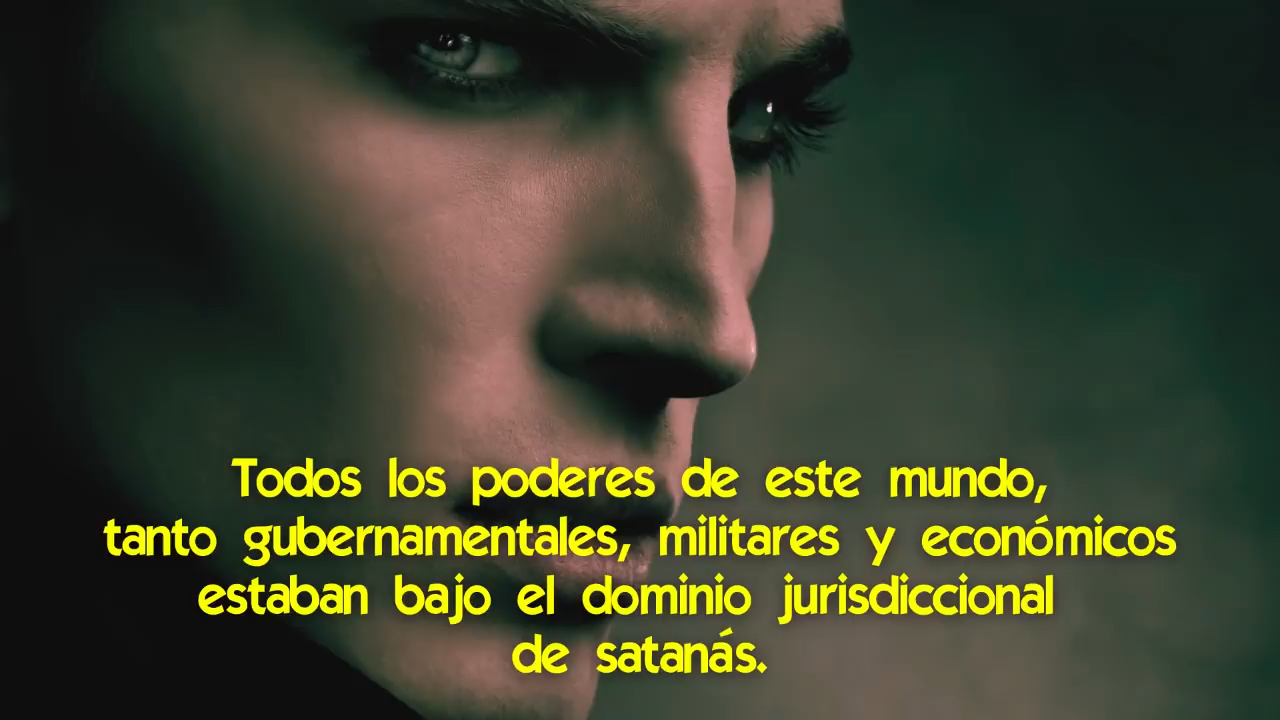 Todos los poderes de este mundo,
tanto gubernamentales, militares y económicos
estaban bajo el dominio jurisdiccional
de satanás.